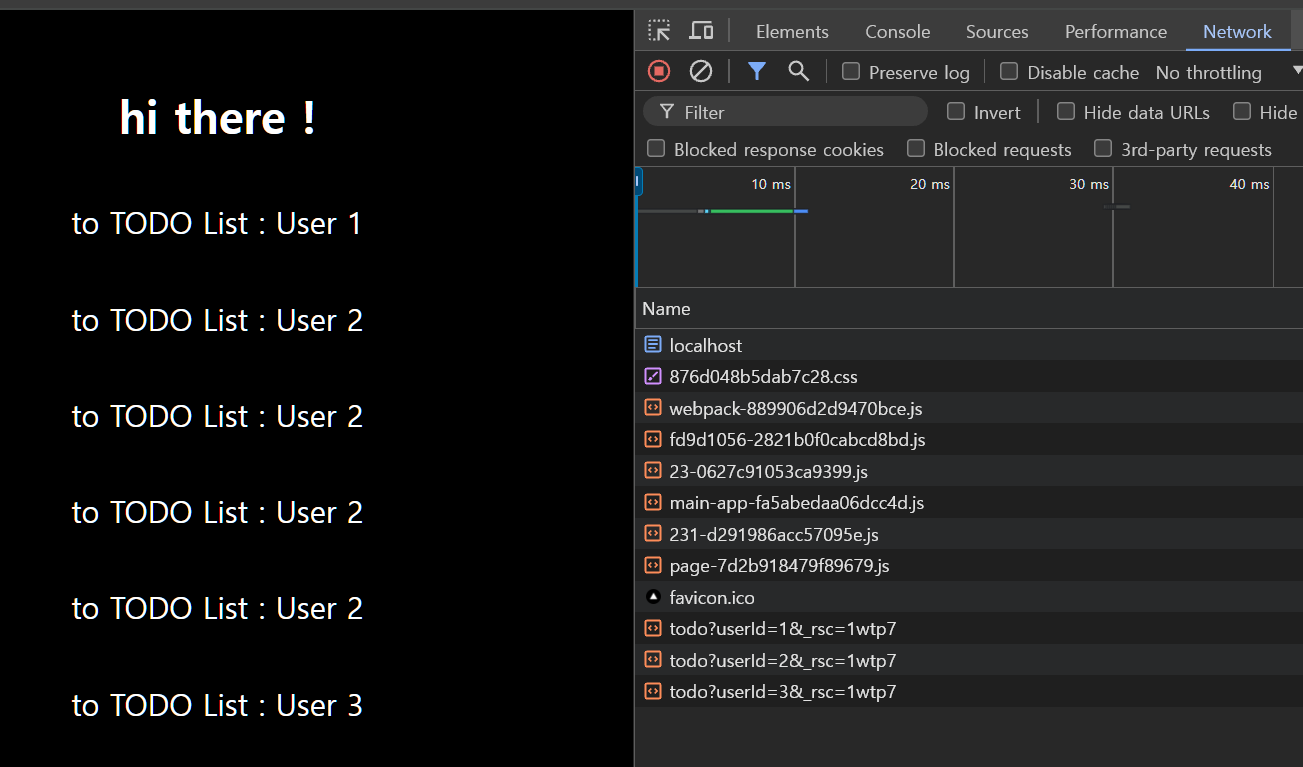 hi there !
to TODO List : User 1
to TODO List : User 2
to TODO List : User 2
to TODO List : User 2
to TODO List : User 2
to TODO List : User 3
Elements Console Sources Performance Network
Preserve log Disable cache No throttling
Filter Invert Hide data URLs Hide
Blocked response cookies Blocked requests 3rd-party requests
10 ms 20 ms 30 ms 40 ms
Name
localhost
876d048b5dab7c28.css
webpack-889906d2d9470bce.js
fd9d1056-2821b0f0cabcd8bd.js
23-0627c91053ca9399.js
main-app-fa5abedaa06dcc4d.js
231-d291986acc57095e.js
page-7d2b918479f89679.js
favicon.ico
todo?userId=1&_rsc=1wtp7
todo?userId=2&_rsc=1wtp7
todo?userId=3&_rsc=1wtp7